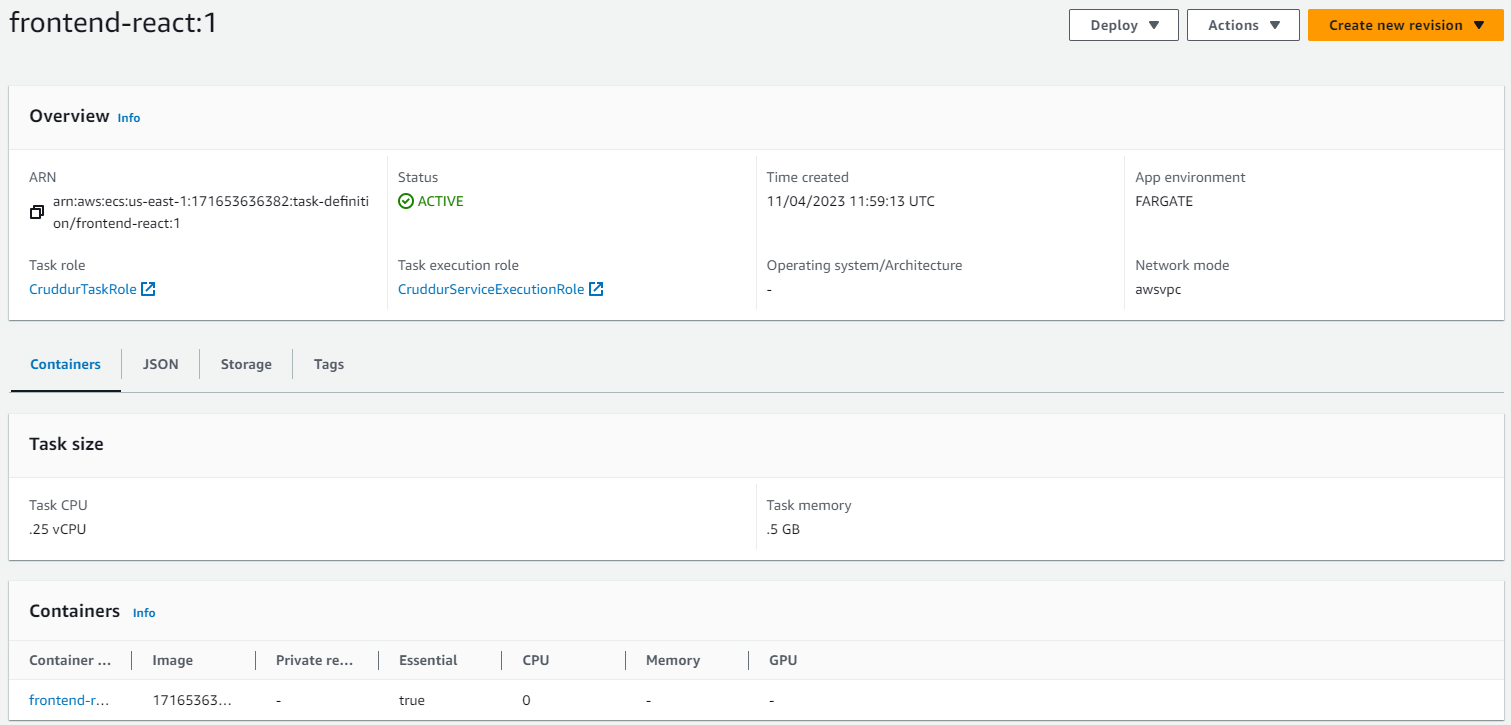 frontend-react:1
Deploy ▼ Actions ▼ Create new revision ▼
Overview Info
ARN
arn:aws:ecs:us-east-1:171653636382:task-definiti
on/frontend-react:1
Status
ACTIVE
Time created
11/04/2023 11:59:13 UTC
App environment
FARGATE
Task role
CruddurTaskRole
Task execution role
CruddurServiceExecutionRole
Operating system/Architecture
-
Network mode
awsvpc
Containers JSON Storage Tags
Task size
Task CPU
.25 vCPU
Task memory
.5 GB
Containers Info
Container ... Image Private re... Essential CPU Memory GPU
frontend-r... 17165363... - true 0 - -